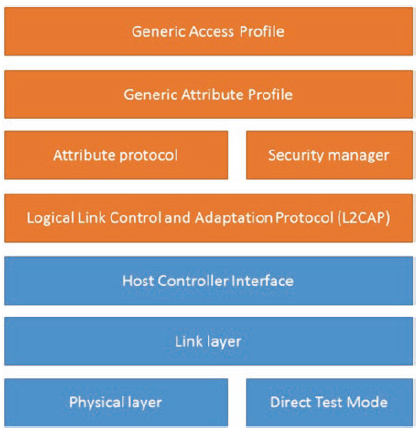 Generic Access Profile
Generic Attribute Profile
Attribute protocol
Security manager
Logical Link Control and Adaptation Protocol (L2CAP)
Host Controller Interface
Link layer
Physical layer
Direct Test Mode